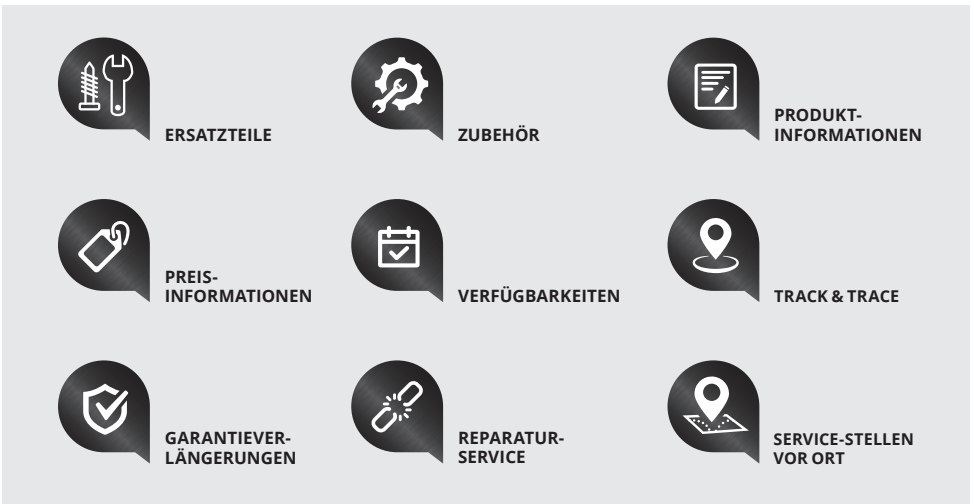 ERSATZTEILE
ZUBEHÖR
PRODUKT-
INFORMATIONEN
PREIS-
INFORMATIONEN
VERFÜGBARKEITEN
TRACK & TRACE
GARANTIEVER-
LÄNGERUNGEN
REPARATUR-
SERVICE
SERVICE-STELLEN
VOR ORT